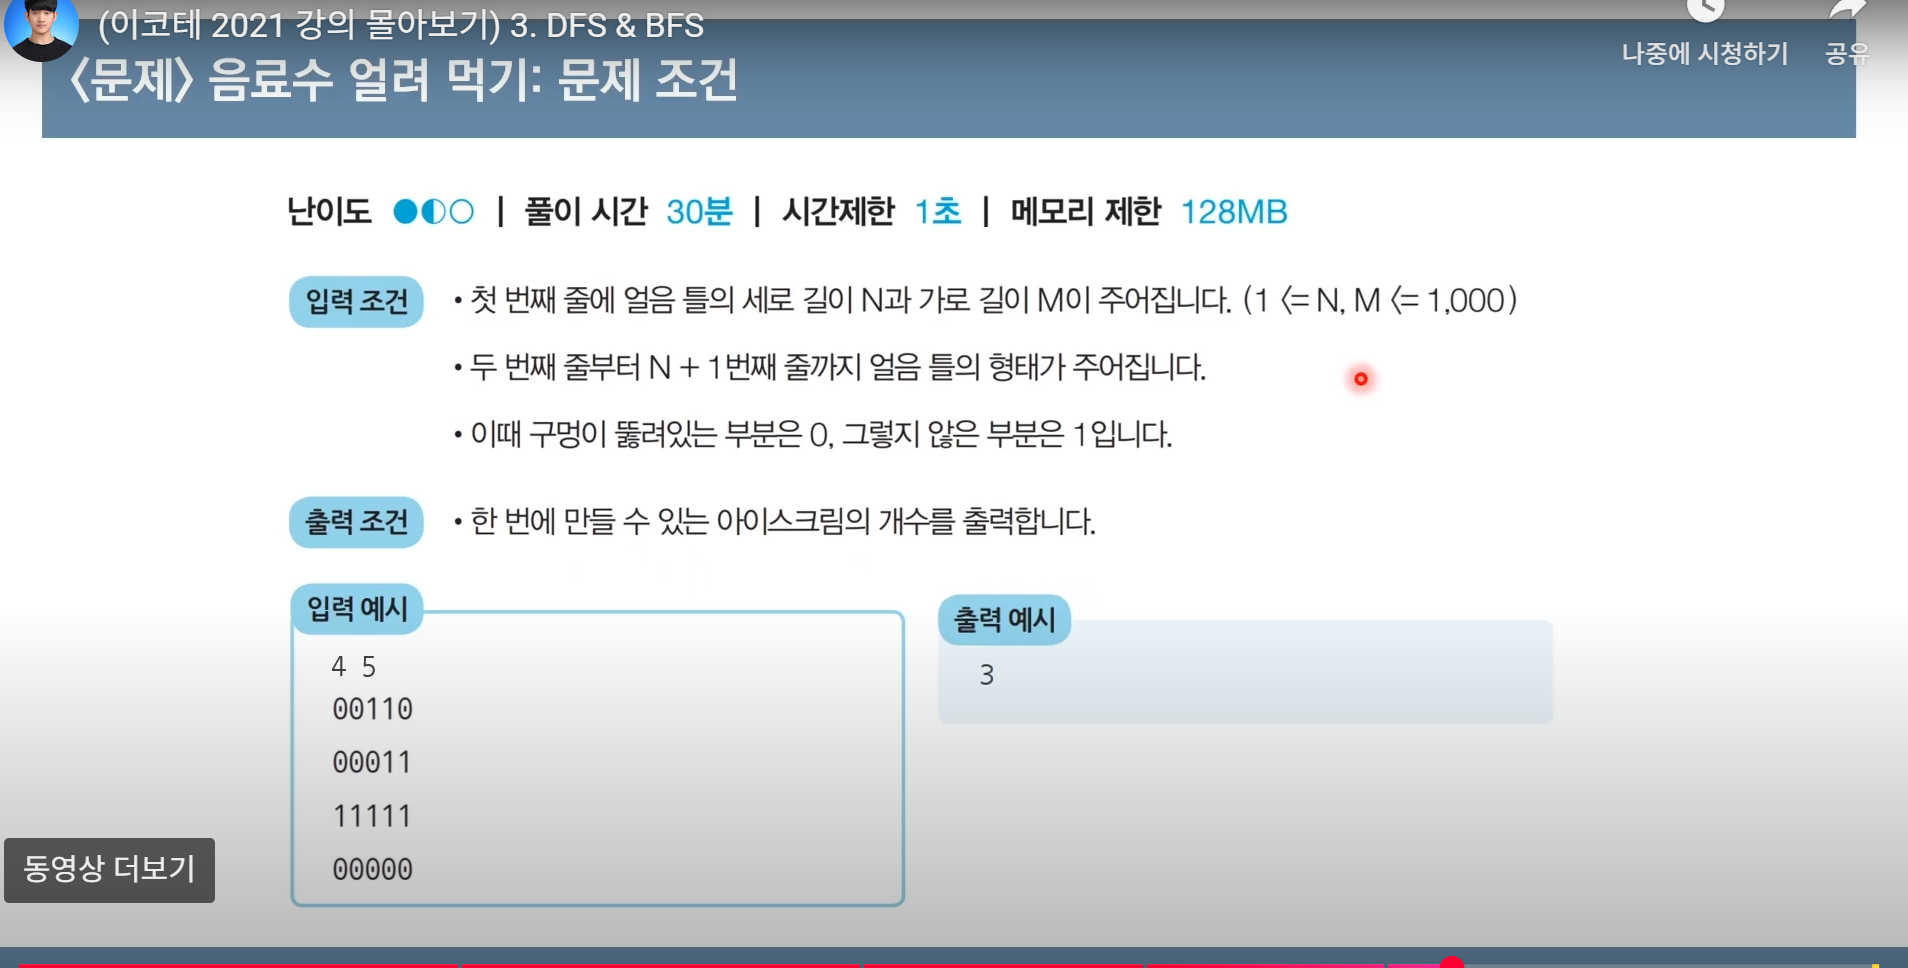 (이코테 2021 강의 몰아보기) 3. DFS & BFS
나중에 시청하기 공유
<문제> 음료수 얼려 먹기: 문제 조건
난이도 | 풀이 시간 30분 | 시간제한 1초 | 메모리 제한 128MB
입력 조건 • 첫 번째 줄에 얼음 틀의 세로 길이 N과 가로 길이 M이 주어집니다. (1 <= N, M <= 1,000)
• 두 번째 줄부터 N + 1번째 줄까지 얼음 틀의 형태가 주어집니다.
• 이때 구멍이 뚫려있는 부분은 0, 그렇지 않은 부분은 1입니다.
출력 조건 • 한 번에 만들 수 있는 아이스크림의 개수를 출력합니다.
입력 예시
4 5
00110
00011
11111
00000
출력 예시
3
동영상 더보기